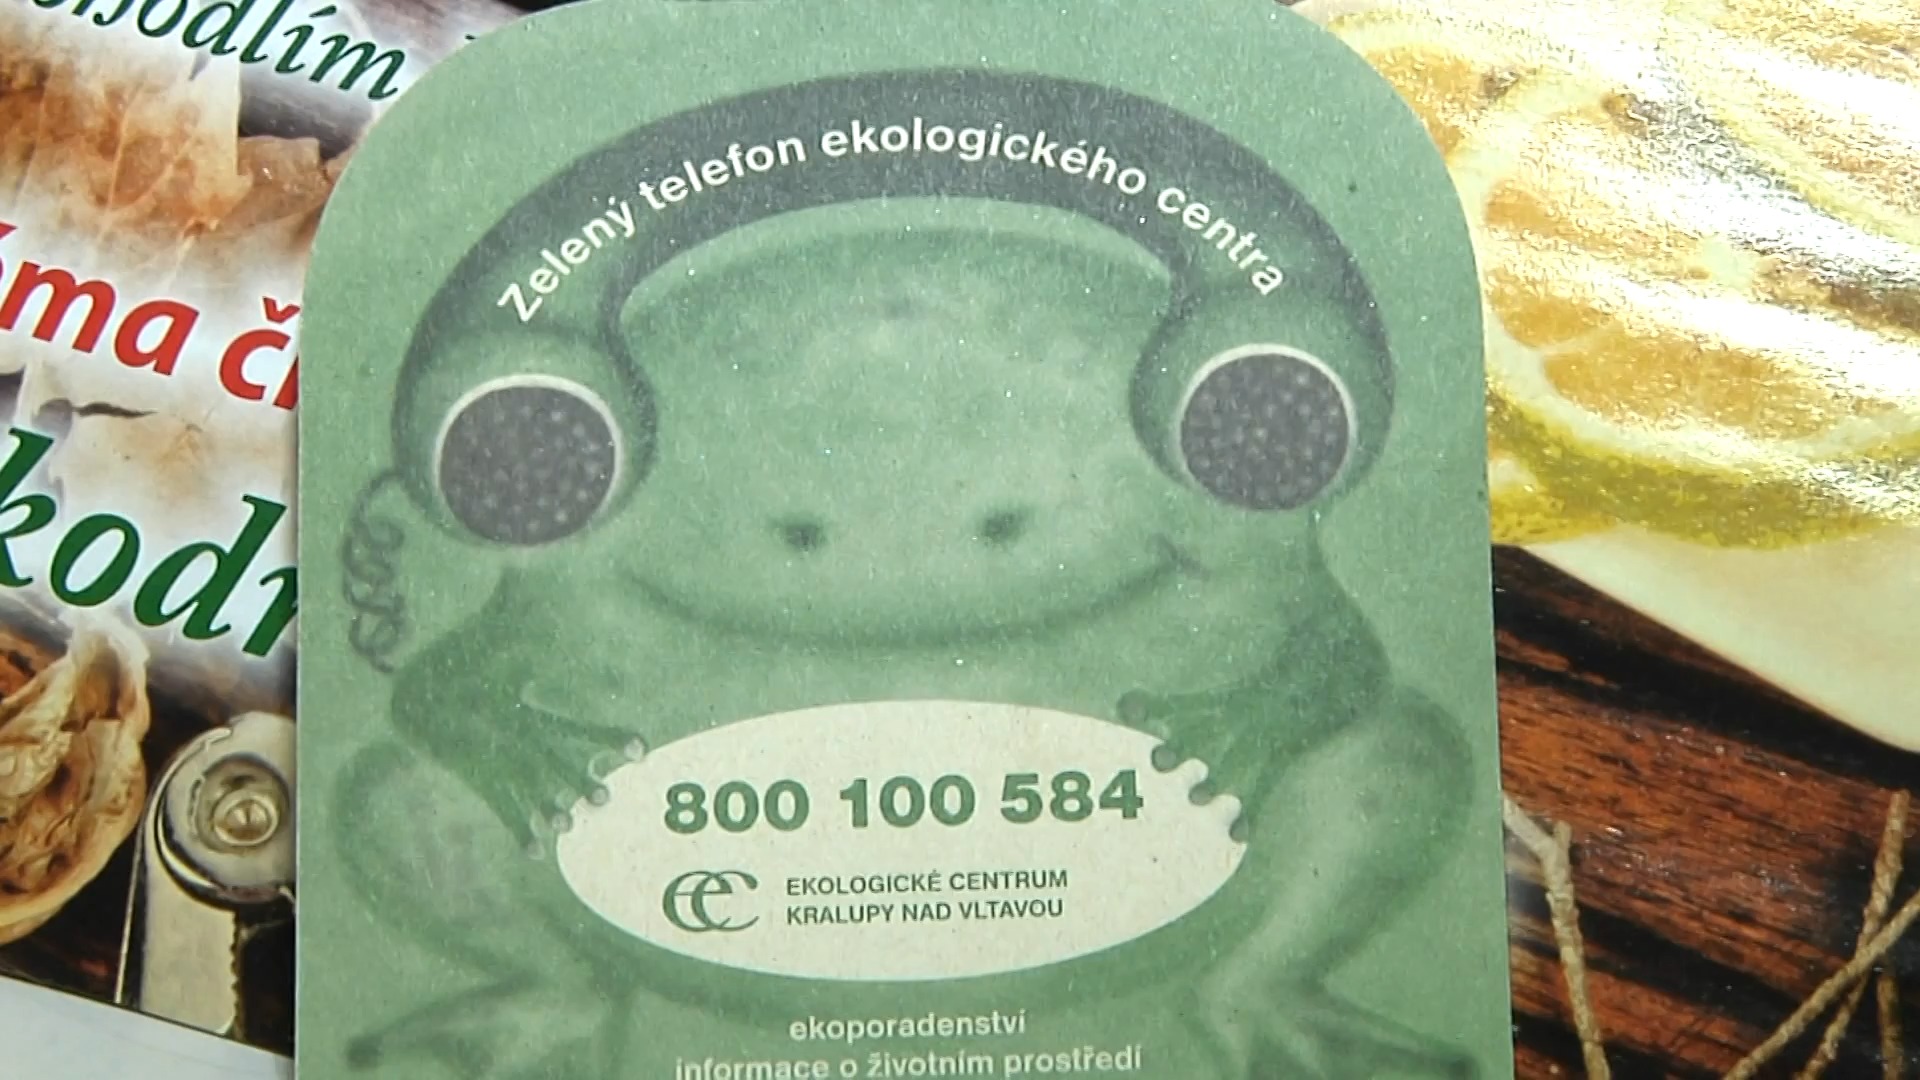 Zelený telefon ekologického centra
800 100 584
EKOLOGICKÉ CENTRUM
KRALUPY NAD VLTAVOU
ekoporadenství
informace o životním prostředí